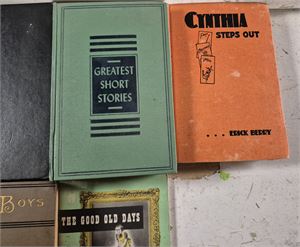 GREATEST
SHORT
STORIES
CYNTHIA
STEPS OUT
... ERICK BERRY
BOYS
THE GOOD OLD DAYS